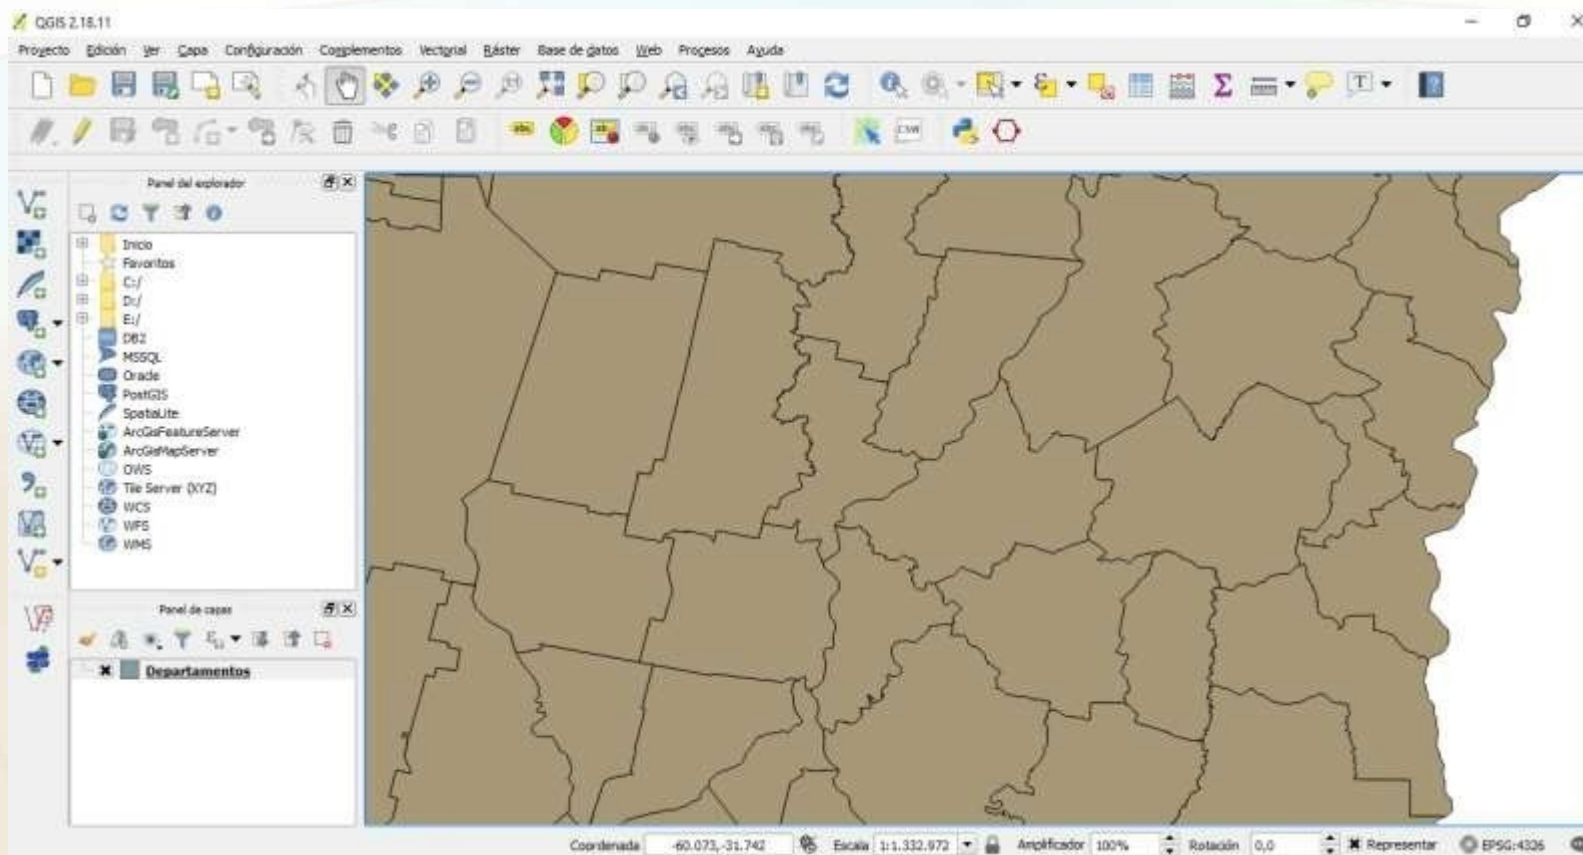 QGIS 2.18.11
Proyecto Edición Ver Capa Configuración Complementos Vectorial Ráster Base de datos Web Procesos Ayuda
abc
CSW
Panel del explorador
Inicio
Favoritos
C:/
D:/
E:/
DB2
MSSQL
Oracle
PostGIS
SpatiaLite
ArcGisFeatureServer
ArcGisMapServer
OWS
Tile Server (XYZ)
WCS
WFS
WMS
Panel de capas
Departamentos
Coordenada -60.073,-31.742 Escala 1:1.332.972 Amplificador 100% Rotación 0,0 Representar EPSG:4326